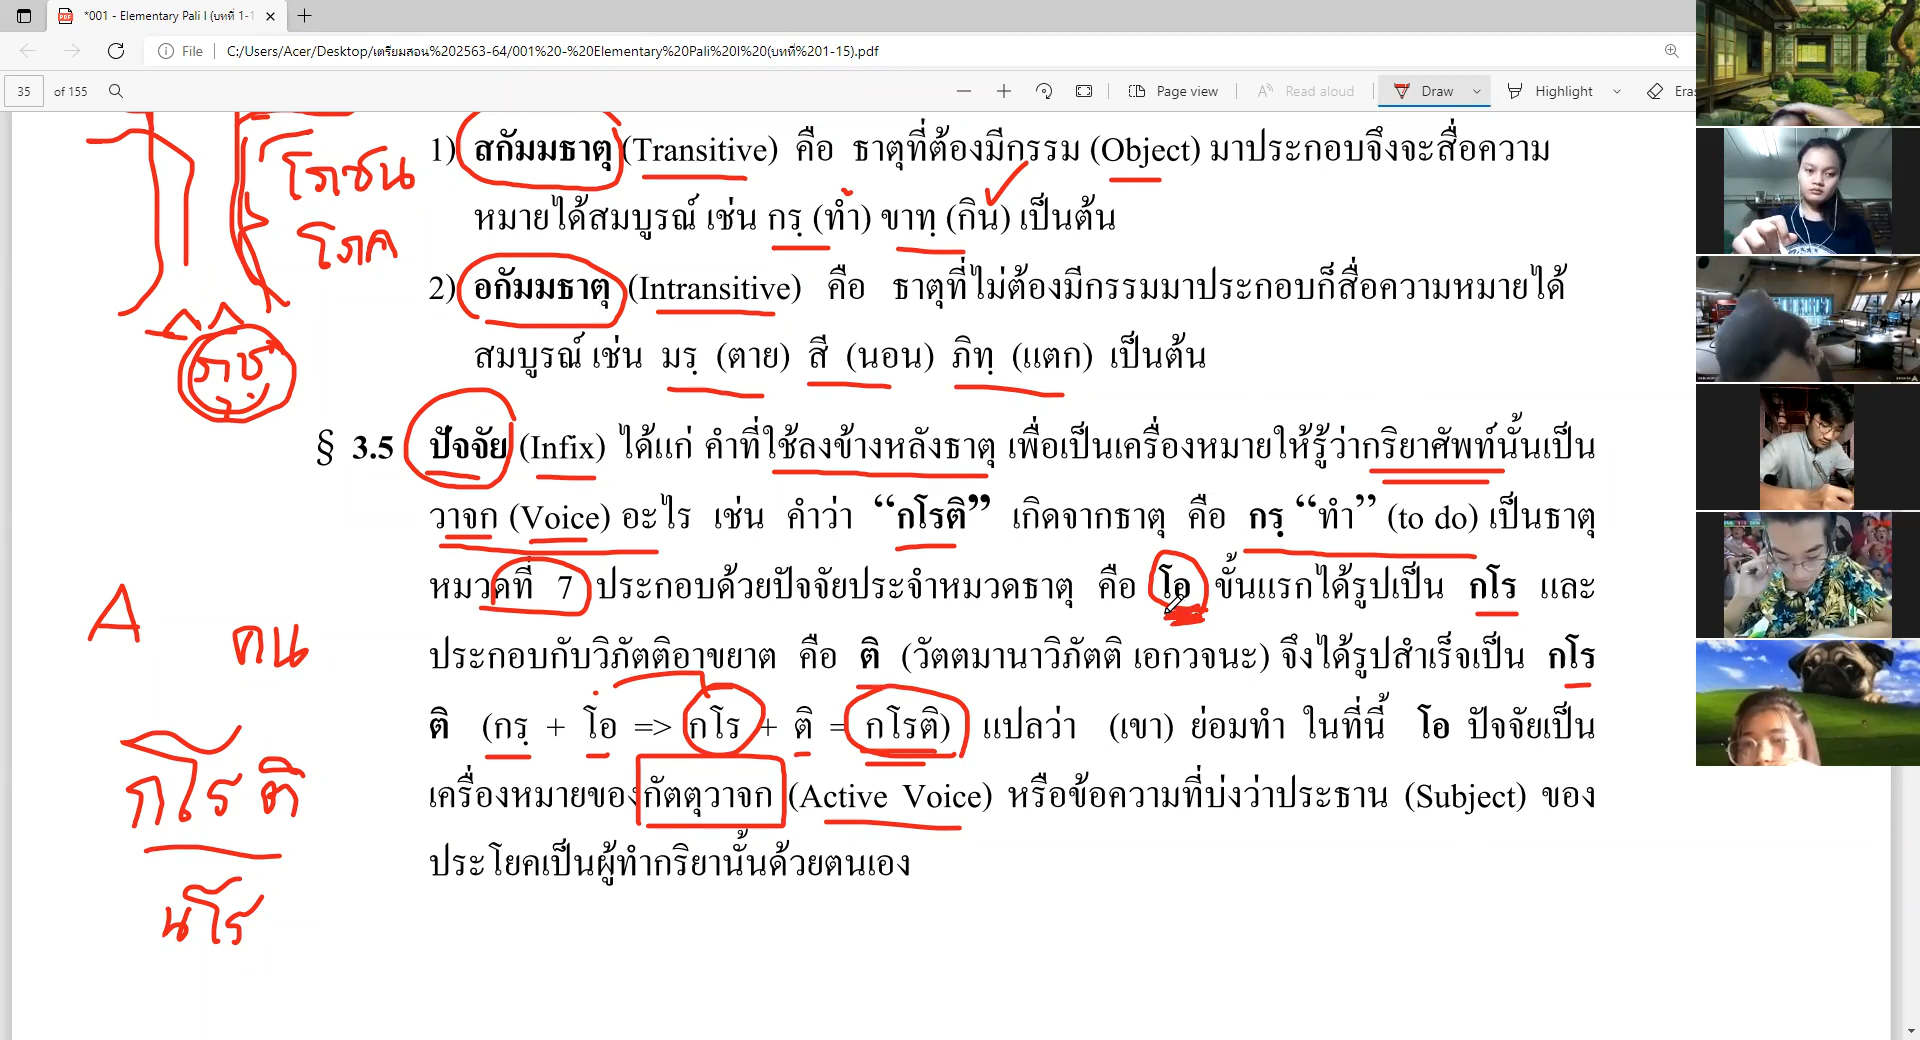 *001 - Elementary Pali I (บทที่ 1-1
File C:/Users/Acer/Desktop/เตรียมสอน%202563-64/001%20-%20Elementary%20Pali%20I%20(บทที่%201-15).pdf
35 of 155 Page view Read aloud Draw Highlight Eras
1) สกัมมธาตุ (Transitive) คือ ธาตุที่ต้องมีกรรม (Object) มาประกอบจึงจะสื่อความ
โภชน
หมายได้สมบูรณ์ เช่น กรฺ (ทำ) ขาทฺ (กิน) เป็นต้น
โภค
2) อกัมมธาตุ (Intransitive) คือ ธาตุที่ไม่ต้องมีกรรมมาประกอบก็สื่อความหมายได้
สมบูรณ์ เช่น มรฺ (ตาย) สี (นอน) ภิทฺ (แตก) เป็นต้น
§ 3.5 ปัจจัย (Infix) ได้แก่ คำที่ใช้ลงข้างหลังธาตุ เพื่อเป็นเครื่องหมายให้รู้ว่ากริยาศัพท์นั้นเป็น
วาจก (Voice) อะไร เช่น คำว่า “กโรติ” เกิดจากธาตุ คือ กรฺ “ทำ” (to do) เป็นธาตุ
หมวดที่ 7 ประกอบด้วยปัจจัยประจำหมวดธาตุ คือ โอ ขั้นแรกได้รูปเป็น กโร และ
A คน
ประกอบกับวิภัตติอาขยาต คือ ติ (วัตตมานาวิภัตติ เอกวจนะ) จึงได้รูปสำเร็จเป็น กโร
ติ (กรฺ + โอ => กโร + ติ = กโรติ) แปลว่า (เขา) ย่อมทำ ในที่นี้ โอ ปัจจัยเป็น
กโรติ
เครื่องหมายของกัตตุวาจก (Active Voice) หรือข้อความที่บ่งว่าประธาน (Subject) ของ
ประโยคเป็นผู้ทำกริยานั้นด้วยตนเอง
นโร